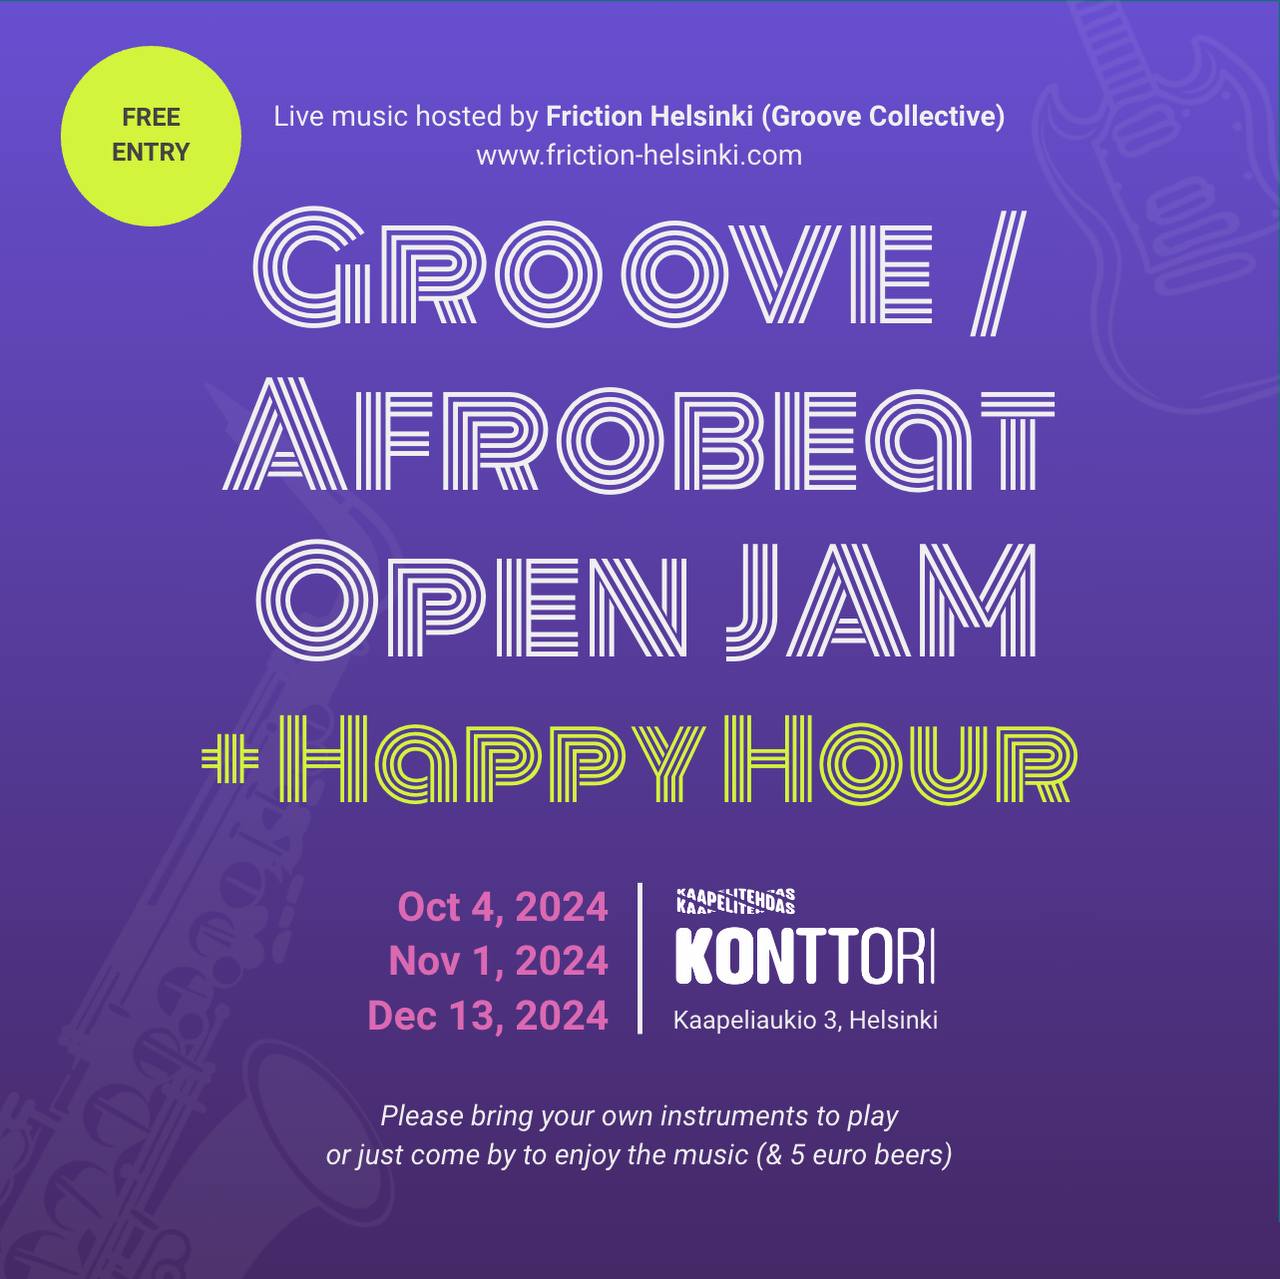 FREE
ENTRY
Live music hosted by Friction Helsinki (Groove Collective)
www.friction-helsinki.com
GROOVE /
AFROBEAT
OPEN JAM
+ HAPPY HOUR
Oct 4, 2024
Nov 1, 2024
Dec 13, 2024
KAAPELITEHDAS
KAAPELITEHDAS
KONTTORI
Kaapeliaukio 3, Helsinki
Please bring your own instruments to play
or just come by to enjoy the music (& 5 euro beers)